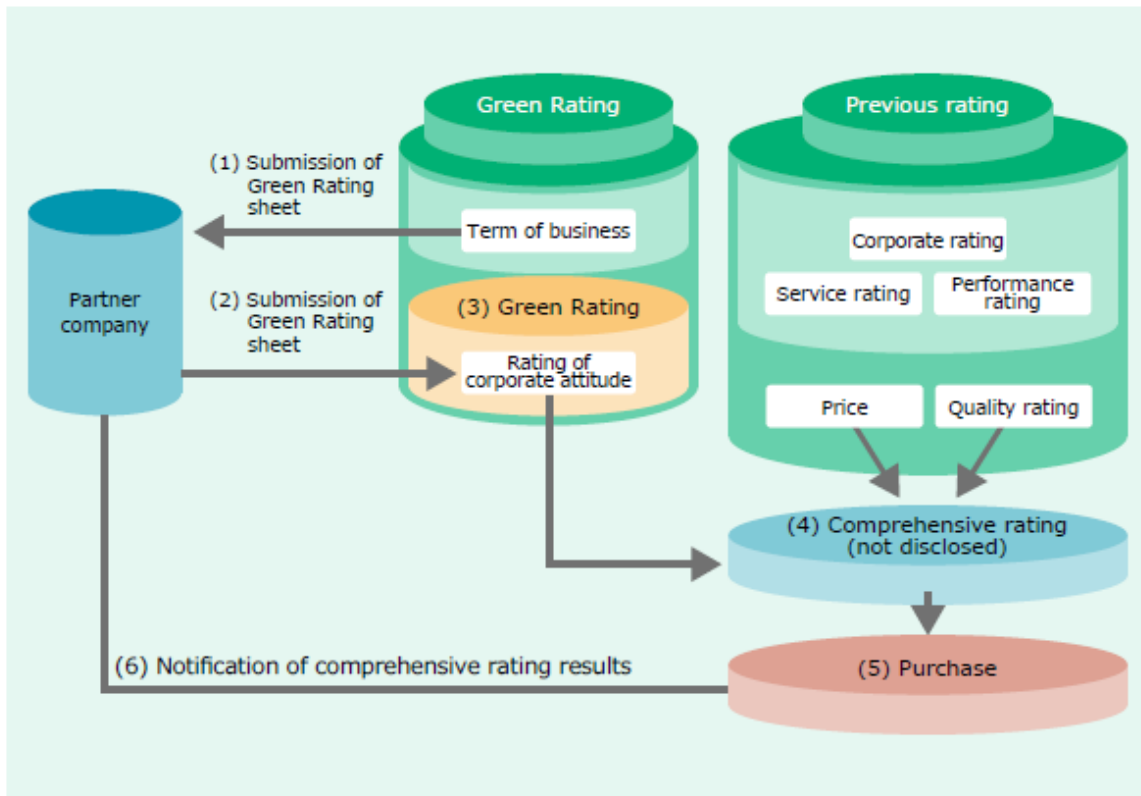 Green Rating
Previous rating
(1) Submission of
Green Rating
sheet
Term of business
Corporate rating
Service rating
Performance
rating
Partner
company
(2) Submission of
Green Rating
sheet
(3) Green Rating
Rating of
corporate attitude
Price
Quality rating
(4) Comprehensive rating
(not disclosed)
(5) Purchase
(6) Notification of comprehensive rating results